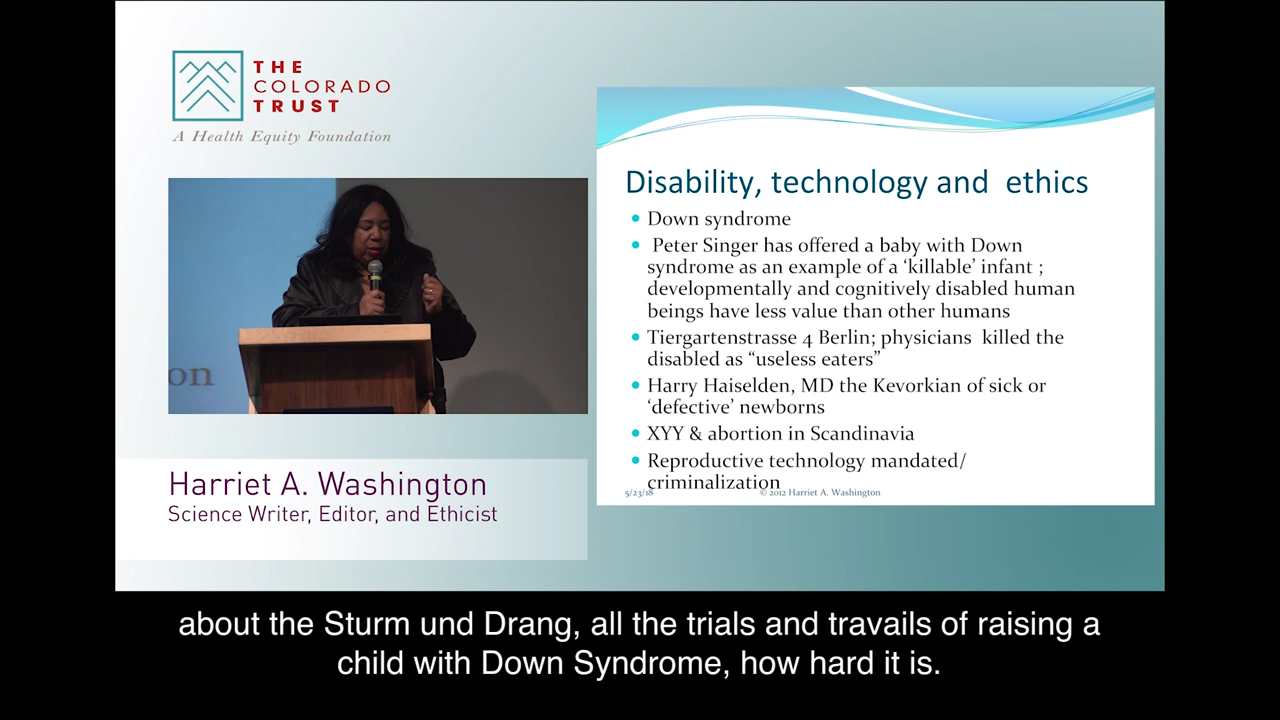 THE
COLORADO
TRUST
A Health Equity Foundation
on
Harriet A. Washington
Science Writer, Editor, and Ethicist
Disability, technology and ethics
• Down syndrome
• Peter Singer has offered a baby with Down
syndrome as an example of a ‘killable’ infant ;
developmentally and cognitively disabled human
beings have less value than other humans
• Tiergartenstrasse 4 Berlin; physicians killed the
disabled as “useless eaters”
• Harry Haiselden, MD the Kevorkian of sick or
‘defective’ newborns
• XYY & abortion in Scandinavia
• Reproductive technology mandated/
criminalization
5/23/18 © 2012 Harriet A. Washington
about the Sturm und Drang, all the trials and travails of raising a
child with Down Syndrome, how hard it is.